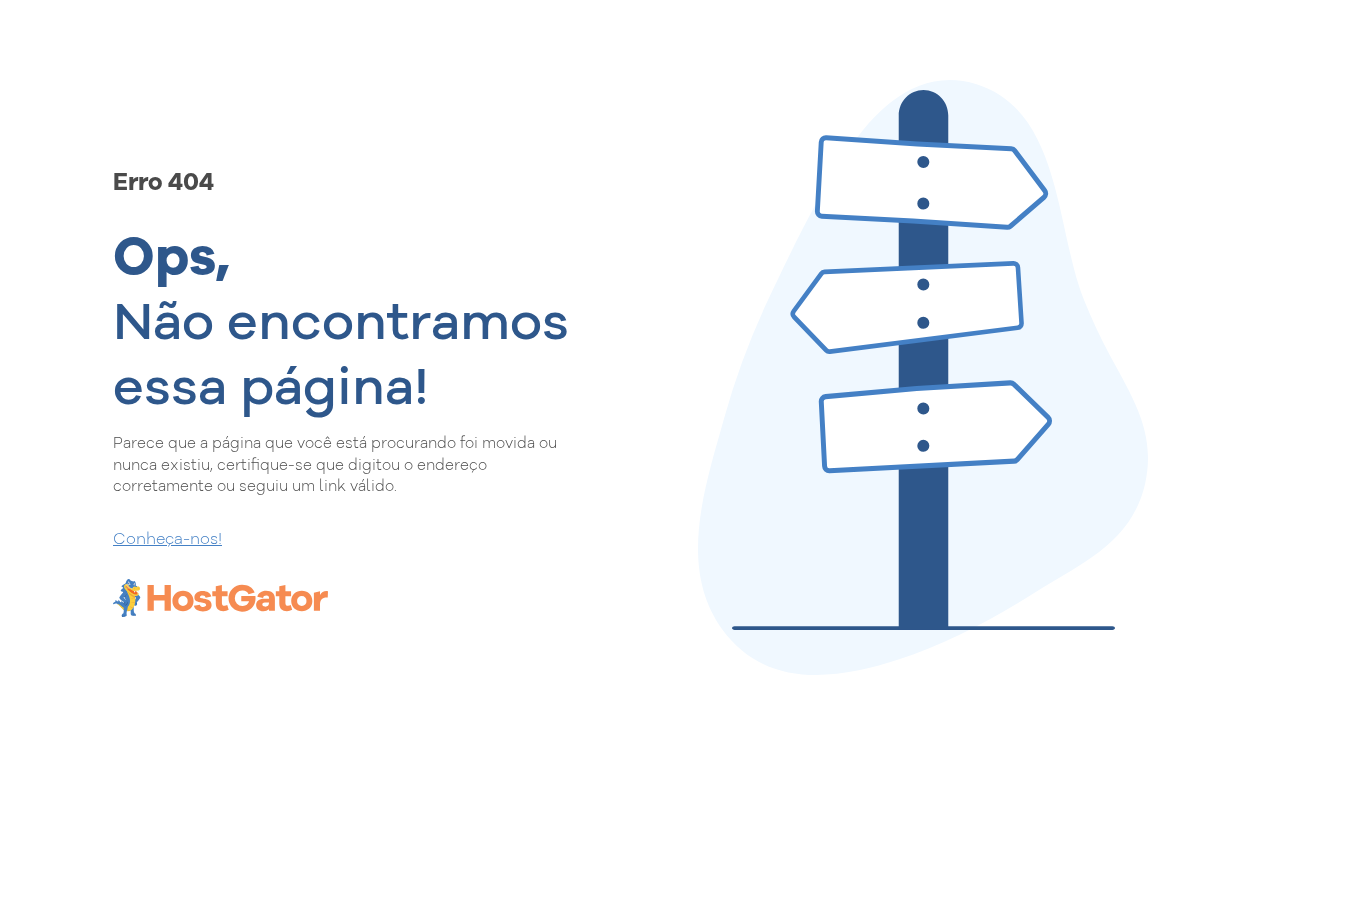 Erro 404
Ops,
Não encontramos
essa página!
Parece que a página que você está procurando foi movida ou
nunca existiu, certifique-se que digitou o endereço
corretamente ou seguiu um link válido.
Conheça-nos!
HostGator